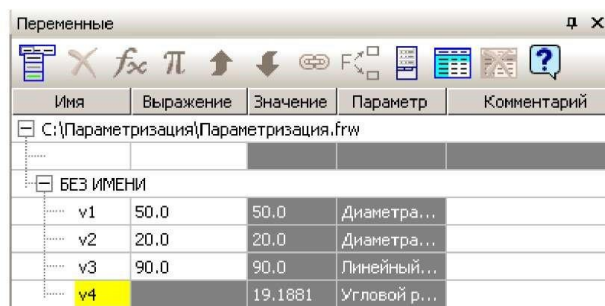 Переменные
Имя Выражение Значение Параметр Комментарий
C:\Параметризация\Параметризация.frw
БЕЗ ИМЕНИ
v1 50.0 50.0 Диаметра...
v2 20.0 20.0 Диаметра...
v3 90.0 90.0 Линейный...
v4 19.1881 Угловой р...